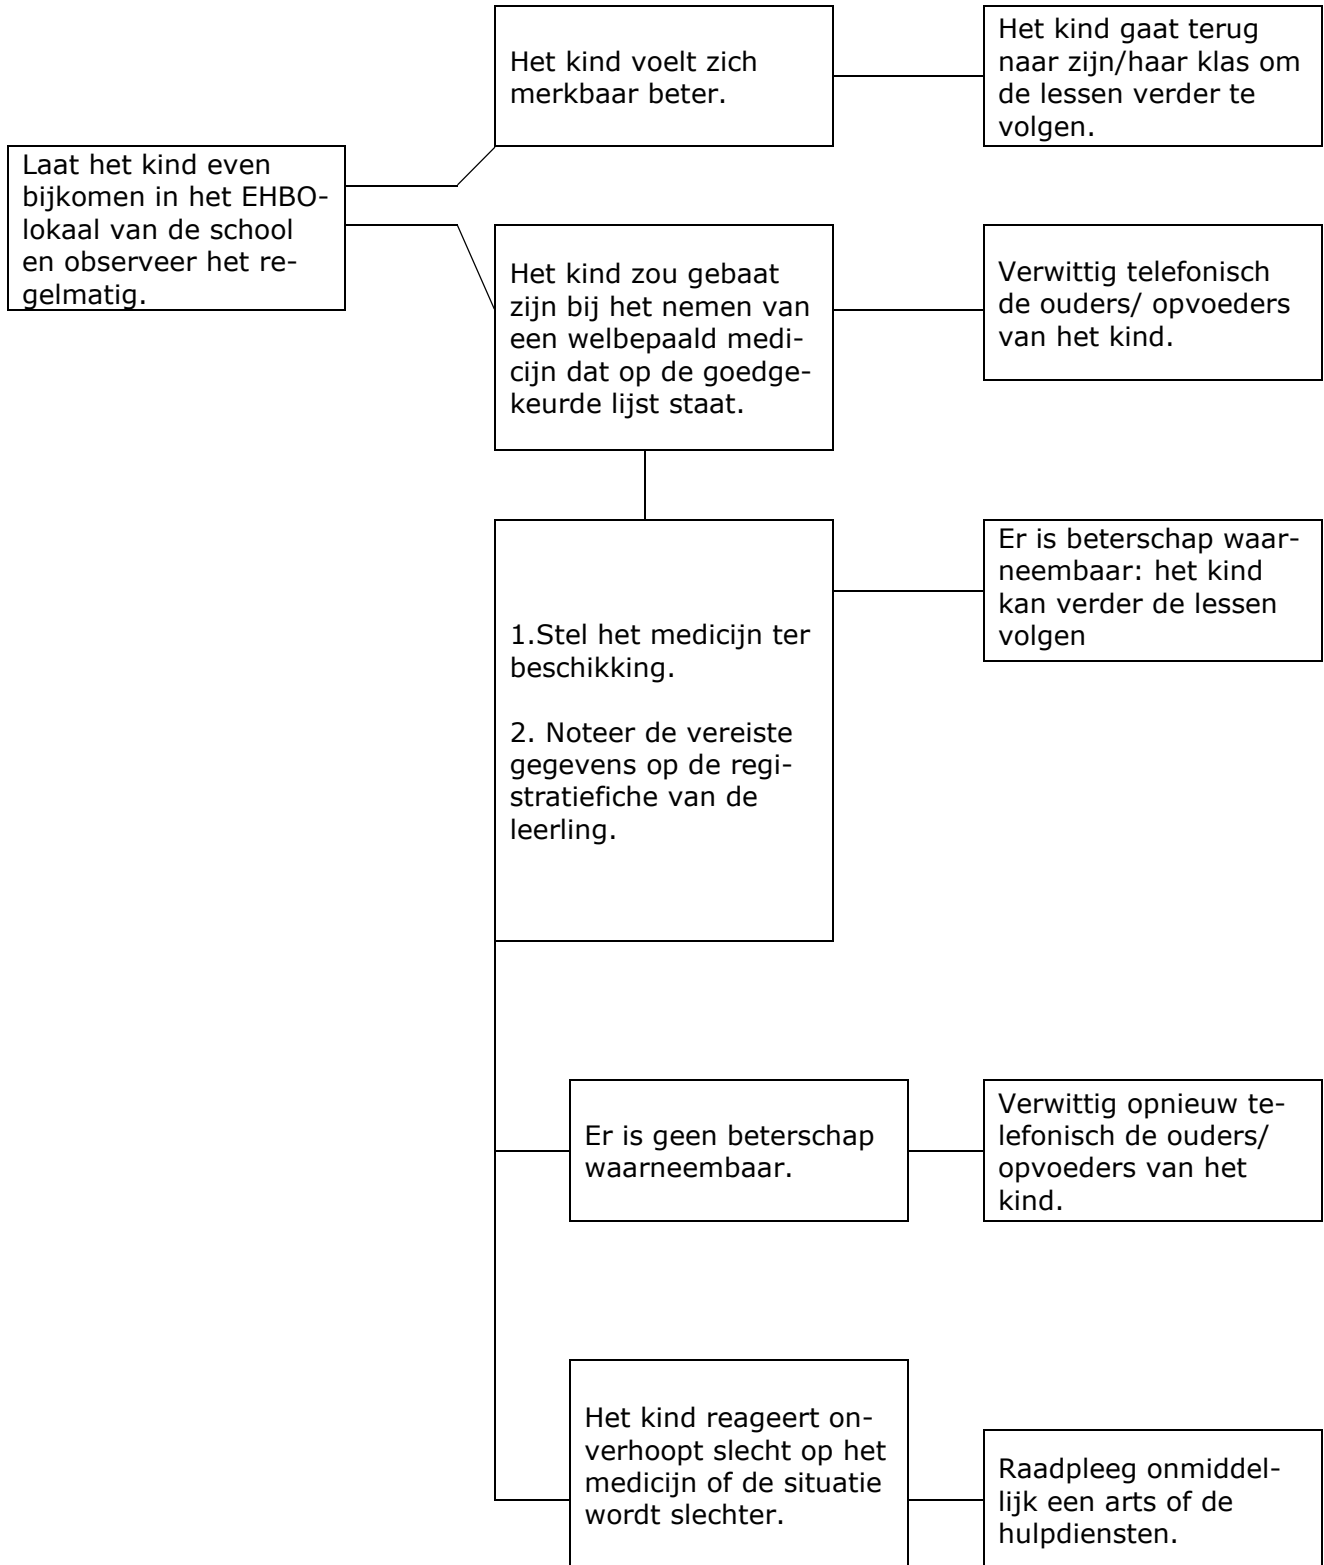 Het kind voelt zich
merkbaar beter.
Het kind gaat terug
naar zijn/haar klas om
de lessen verder te
volgen.
Laat het kind even
bijkomen in het EHBO-
lokaal van de school
en observeer het re-
gelmatig.
Het kind zou gebaat
zijn bij het nemen van
een welbepaald medi-
cijn dat op de goedge-
keurde lijst staat.
Verwittig telefonisch
de ouders/ opvoeders
van het kind.
1.Stel het medicijn ter
beschikking.
2. Noteer de vereiste
gegevens op de regi-
stratiefiche van de
leerling.
Er is beterschap waar-
neembaar: het kind
kan verder de lessen
volgen
Er is geen beterschap
waarneembaar.
Verwittig opnieuw te-
lefonisch de ouders/
opvoeders van het
kind.
Het kind reageert on-
verhoopt slecht op het
medicijn of de situatie
wordt slechter.
Raadpleeg onmiddel-
lijk een arts of de
hulpdiensten.